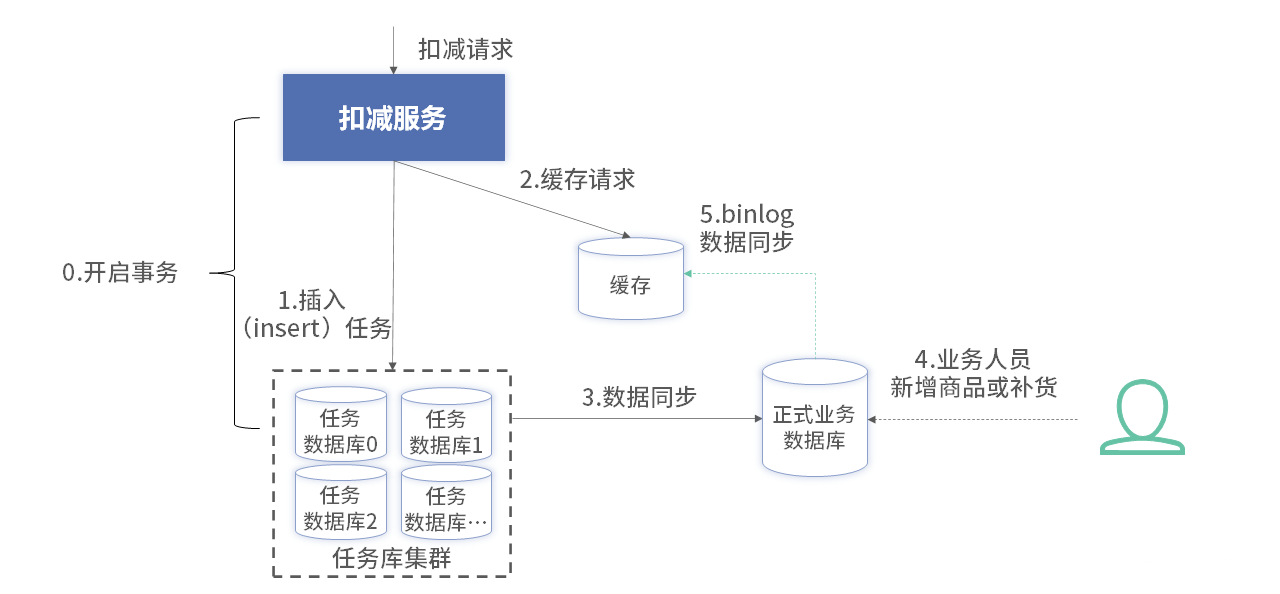 扣减请求
扣减服务
2.缓存请求
5.binlog
数据同步
0.开启事务
缓存
1.插入
（insert）任务
4.业务人员
新增商品或补货
3.数据同步
正式业务
数据库
任务
数据库0
任务
数据库1
任务
数据库2
任务
数据库…
任务库集群